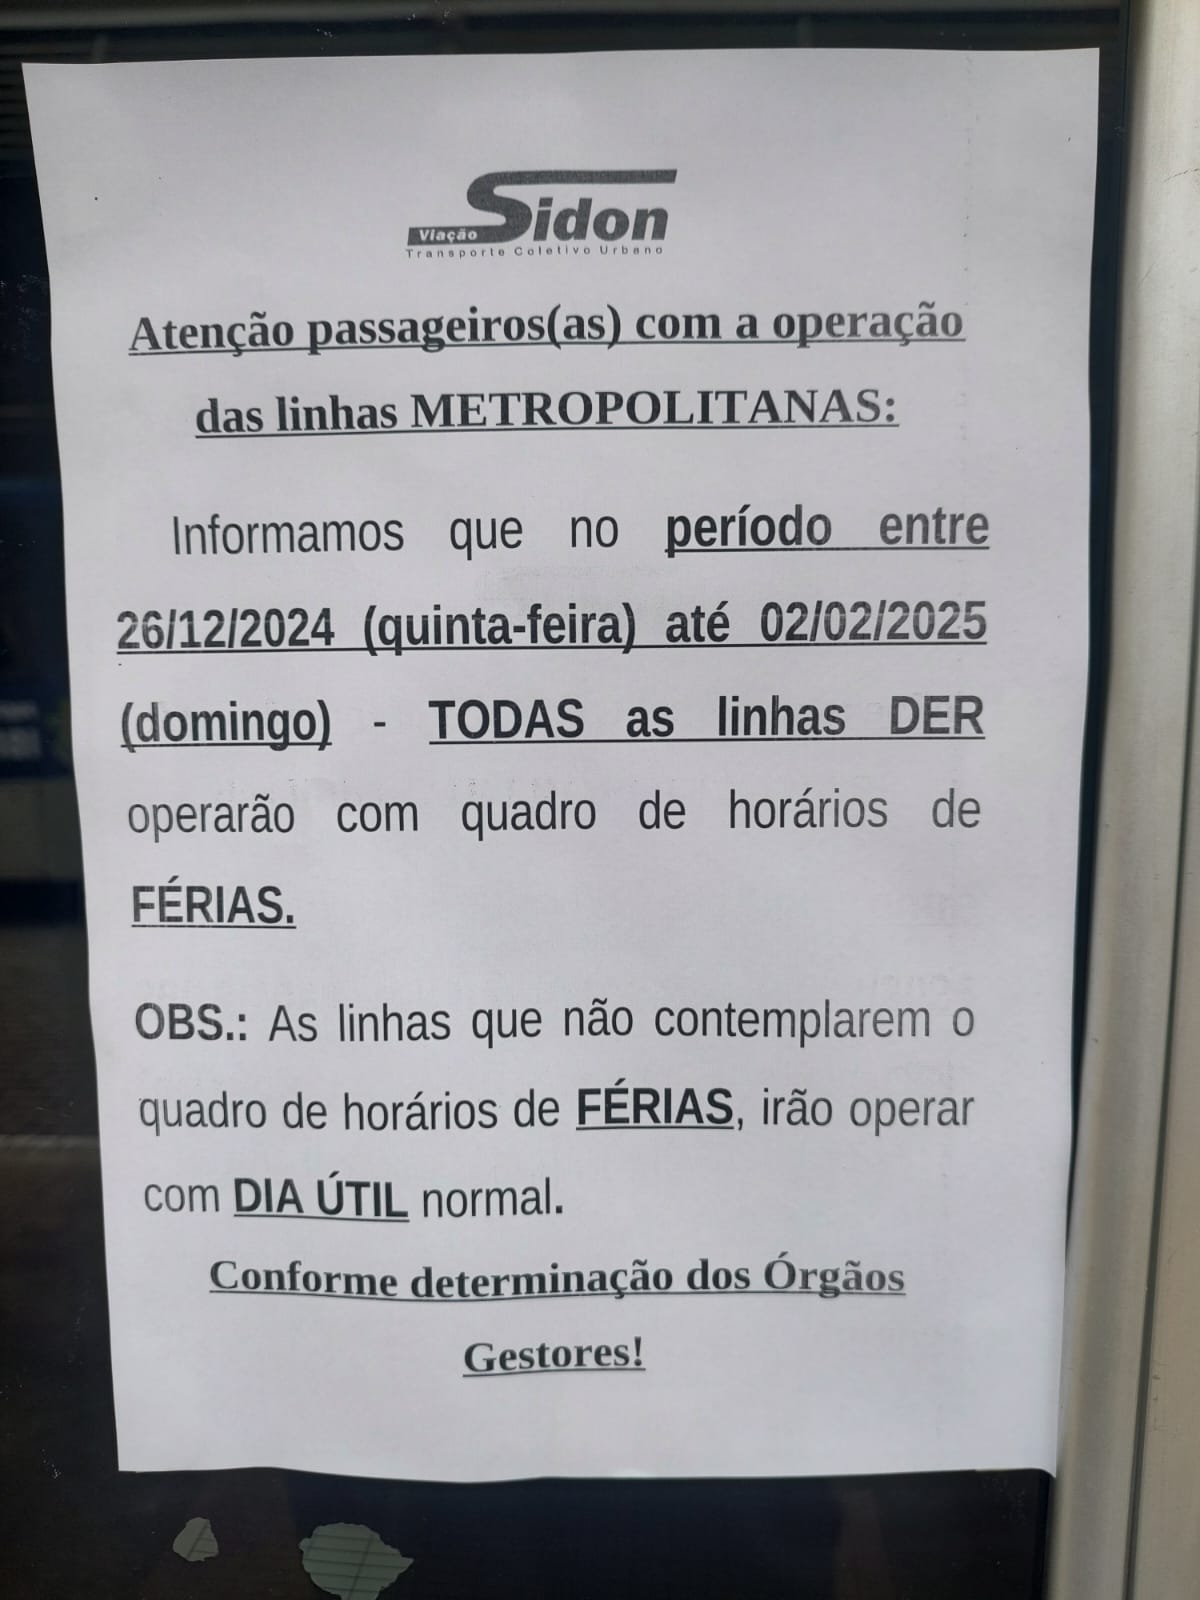 Viação Sidon
Transporte Coletivo Urbano
Atenção passageiros(as) com a operação
das linhas METROPOLITANAS:
Informamos que no período entre
26/12/2024 (quinta-feira) até 02/02/2025
(domingo) - TODAS as linhas DER
operarão com quadro de horários de
FÉRIAS.
OBS.: As linhas que não contemplarem o
quadro de horários de FÉRIAS, irão operar
com DIA ÚTIL normal.
Conforme determinação dos Órgãos
Gestores!